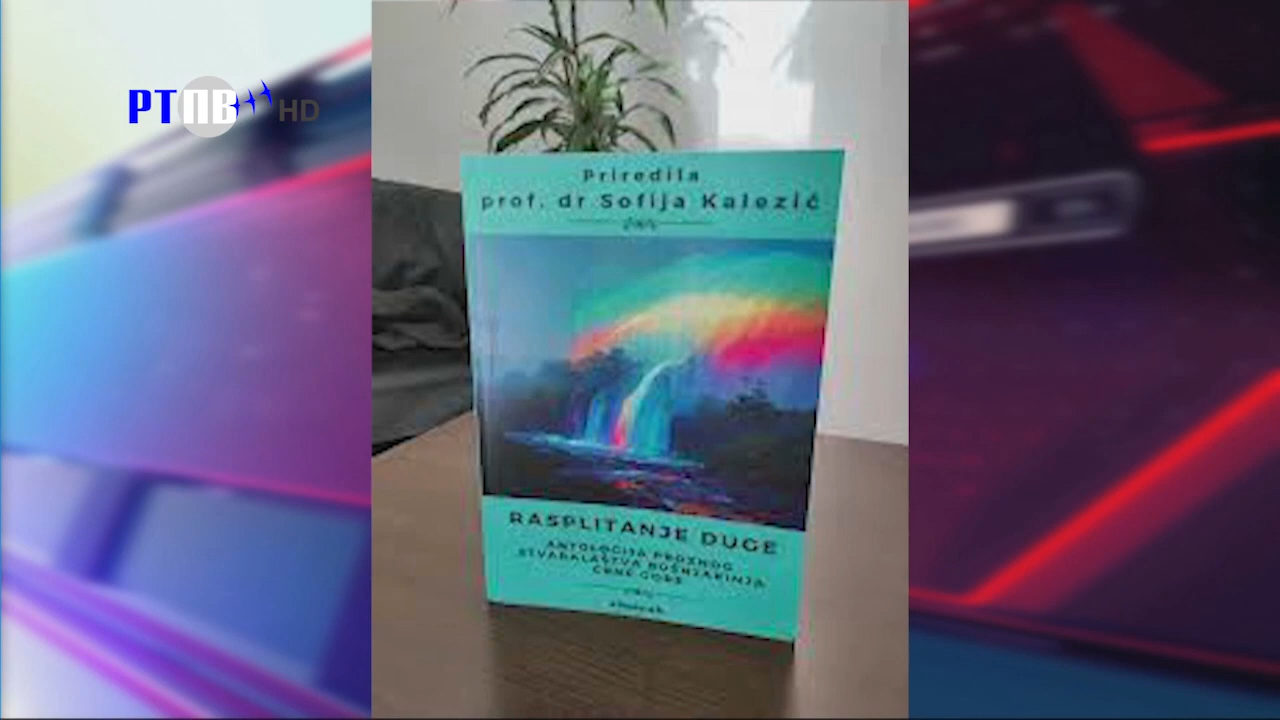 РТПВ HD
Priredila
prof. dr Sofija Kalezić
RASPLITANJE DUGE
ANTOLOGIJA PROZNOG
STVARALAŠTVA BOŠNJAKINJA
CRNE GORE